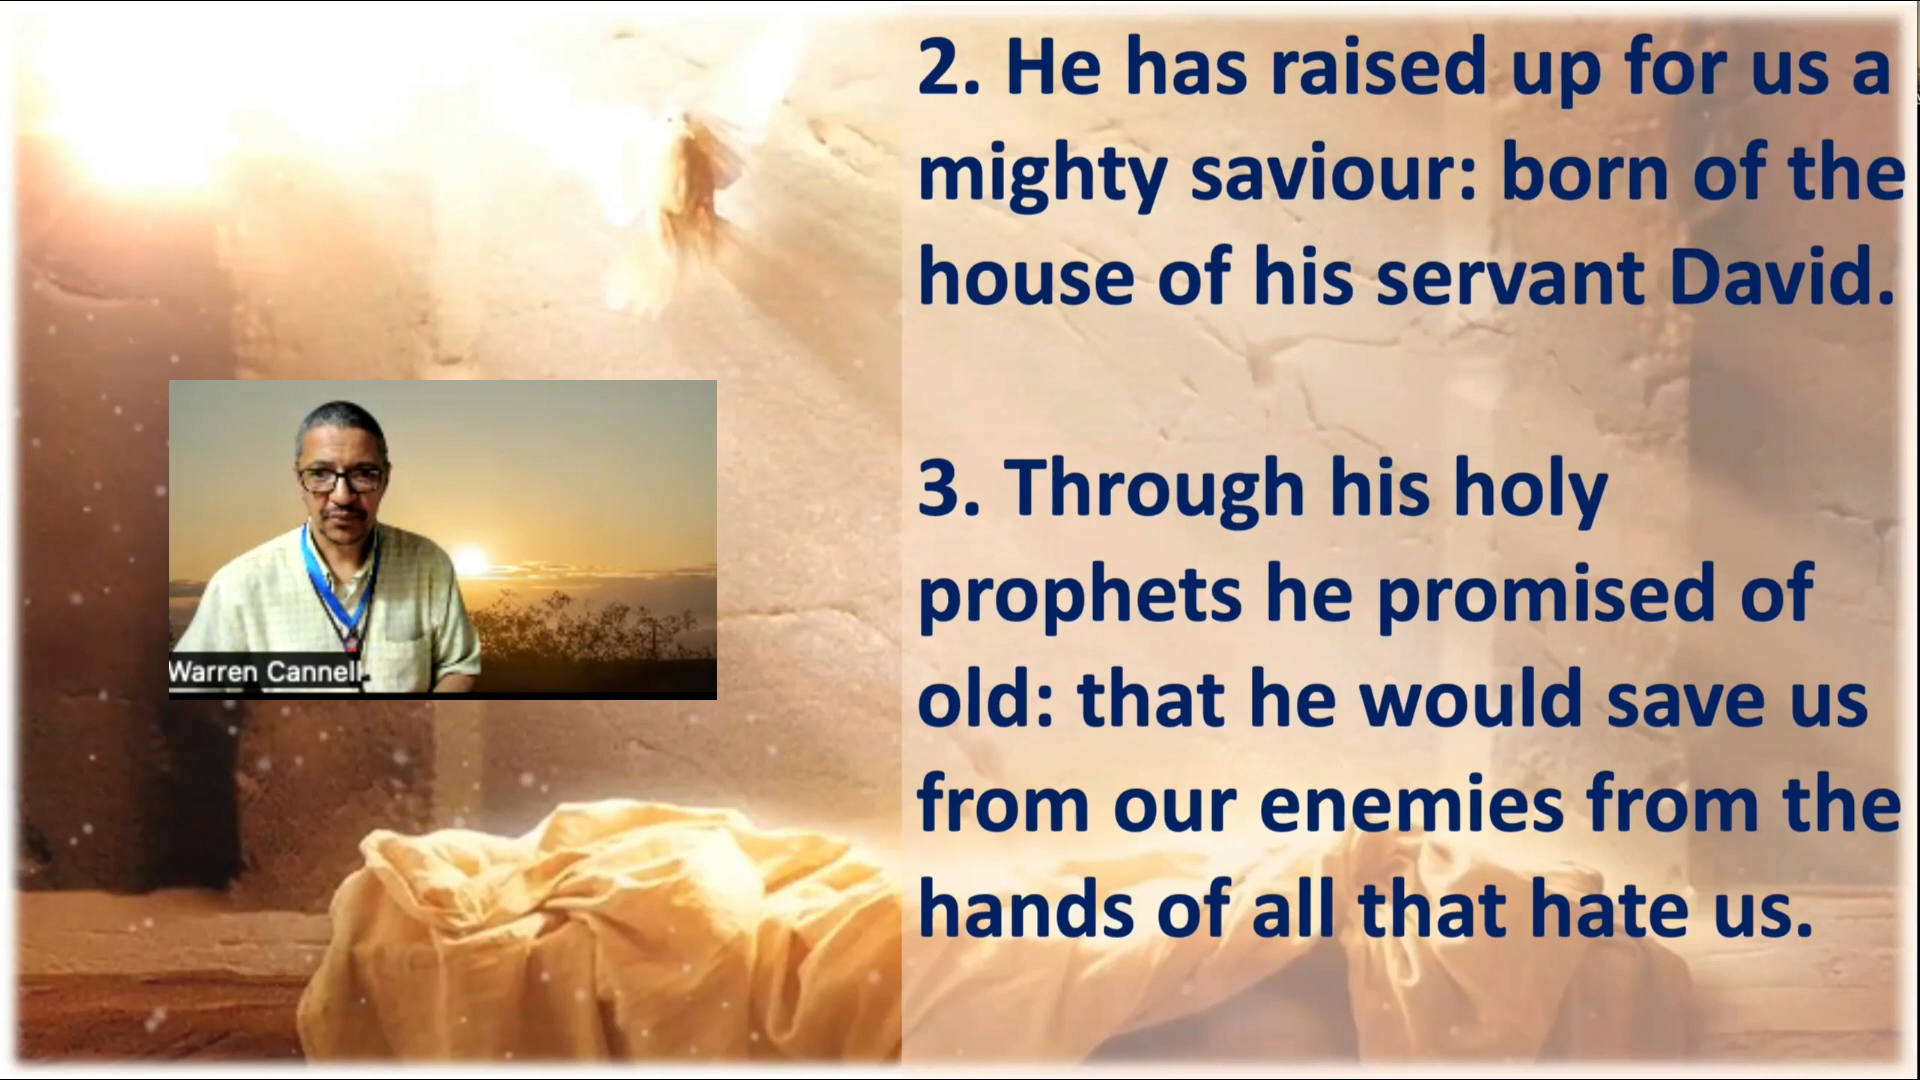 2. He has raised up for us a
mighty saviour: born of the
house of his servant David.
3. Through his holy
prophets he promised of
old: that he would save us
from our enemies from the
hands of all that hate us.
Warren Cannell